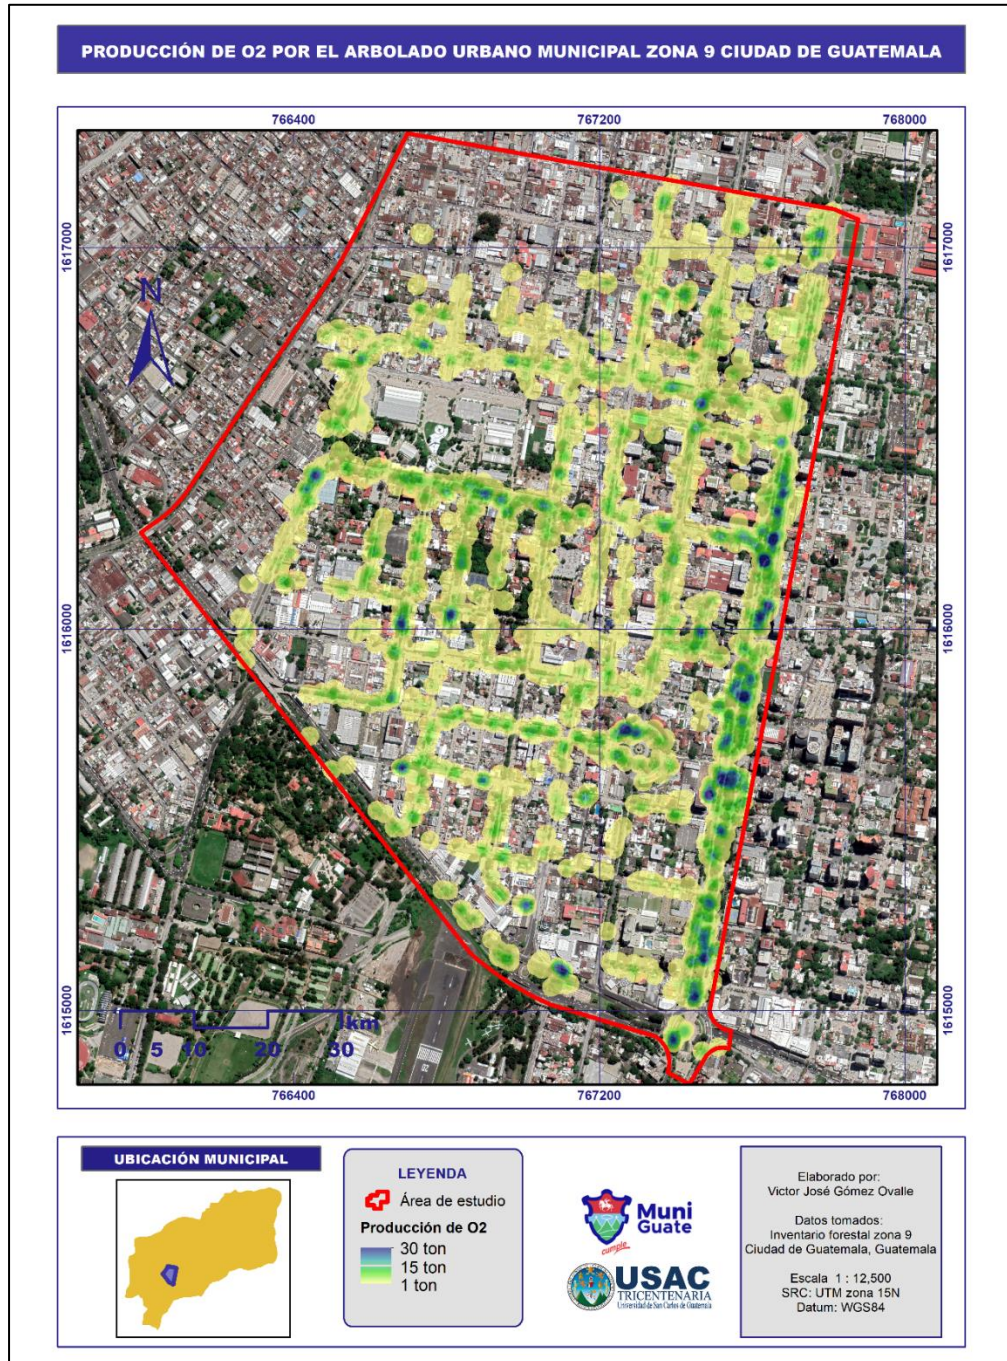 PRODUCCIÓN DE O2 POR EL ARBOLADO URBANO MUNICIPAL ZONA 9 CIUDAD DE GUATEMALA
766400 767200 768000
1617000 1617000
N
1616000 1616000
1615000 1615000
km
0 5 10 20 30
766400 767200 768000
UBICACIÓN MUNICIPAL
LEYENDA
Área de estudio
Producción de O2
30 ton
15 ton
1 ton
Muni
Guate
cumple
USAC
TRICENTENARIA
Universidad de San Carlos de Guatemala
Elaborado por:
Victor José Gómez Ovalle
Datos tomados:
Inventario forestal zona 9
Ciudad de Guatemala, Guatemala
Escala 1 : 12,500
SRC: UTM zona 15N
Datum: WGS84